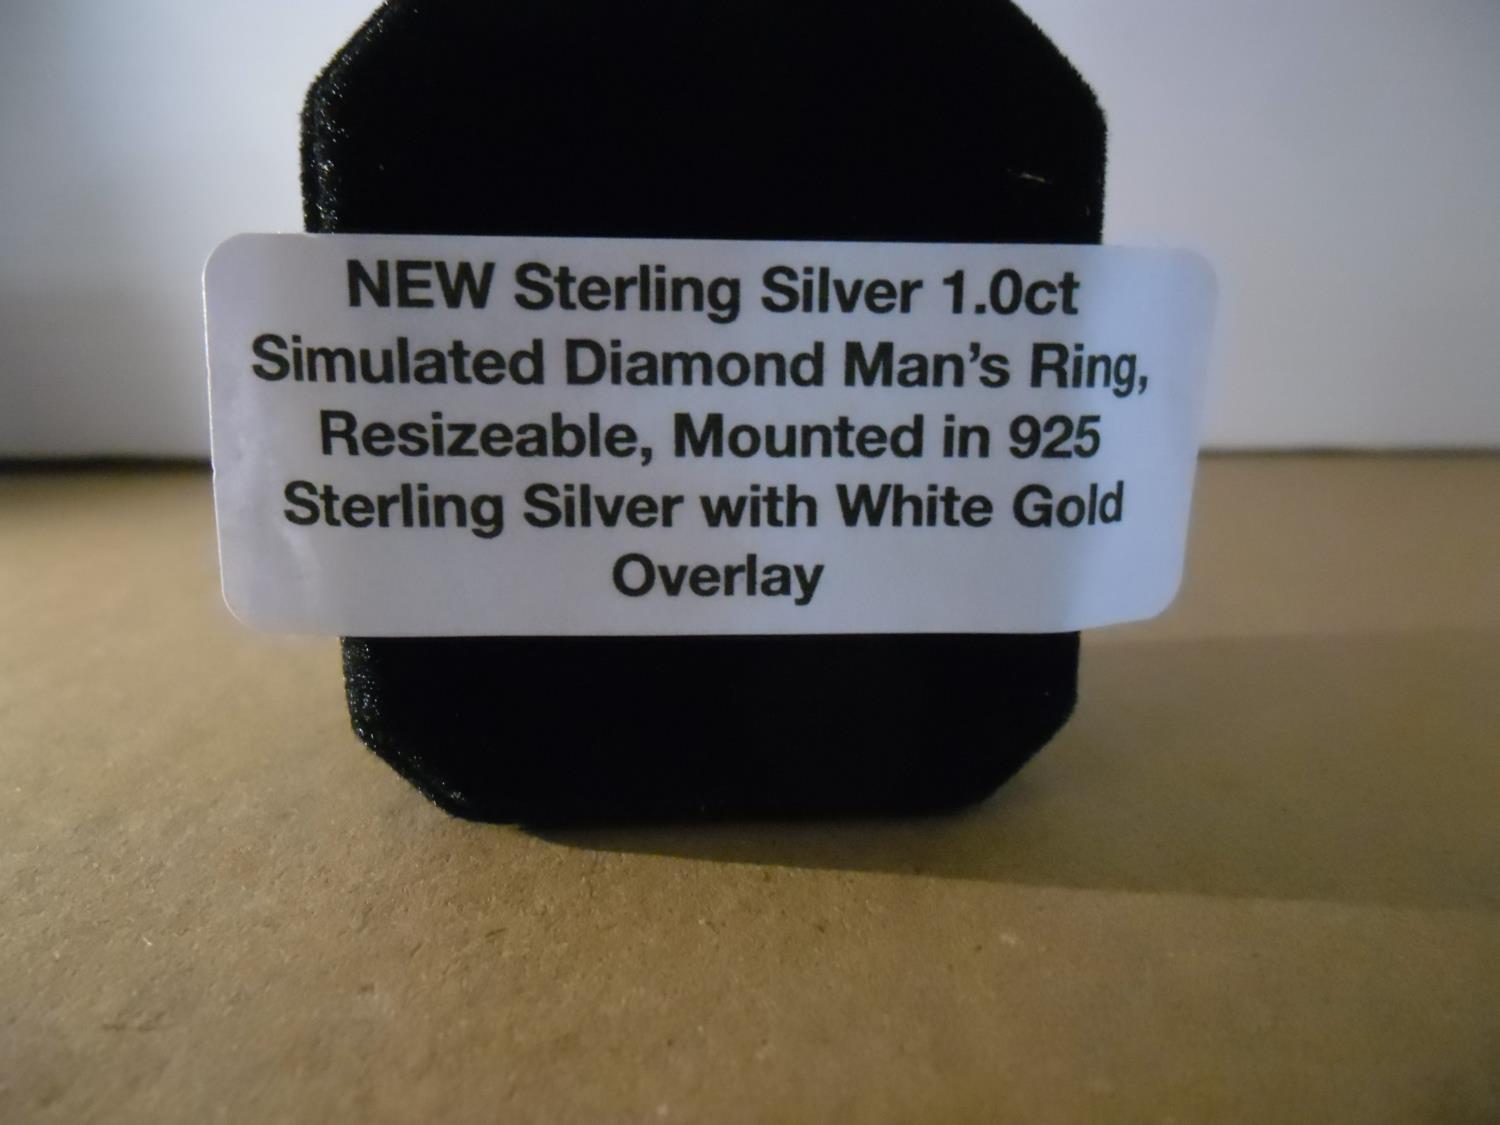 NEW Sterling Silver 1.0ct
Simulated Diamond Man’s Ring,
Resizeable, Mounted in 925
Sterling Silver with White Gold
Overlay